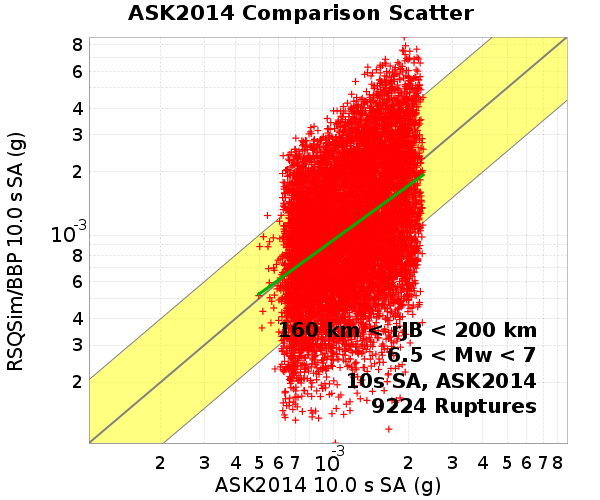 ASK2014 Comparison Scatter
RSQSim/BBP 10.0 s SA (g)
8
6
4
3
2
10-3
8
6
4
3
2
160 km < rJB < 200 km
6.5 < Mw < 7
10s SA, ASK2014
9224 Ruptures
2 3 4 5 6 7 10-3 2 3 4 5 6 7 8
ASK2014 10.0 s SA (g)